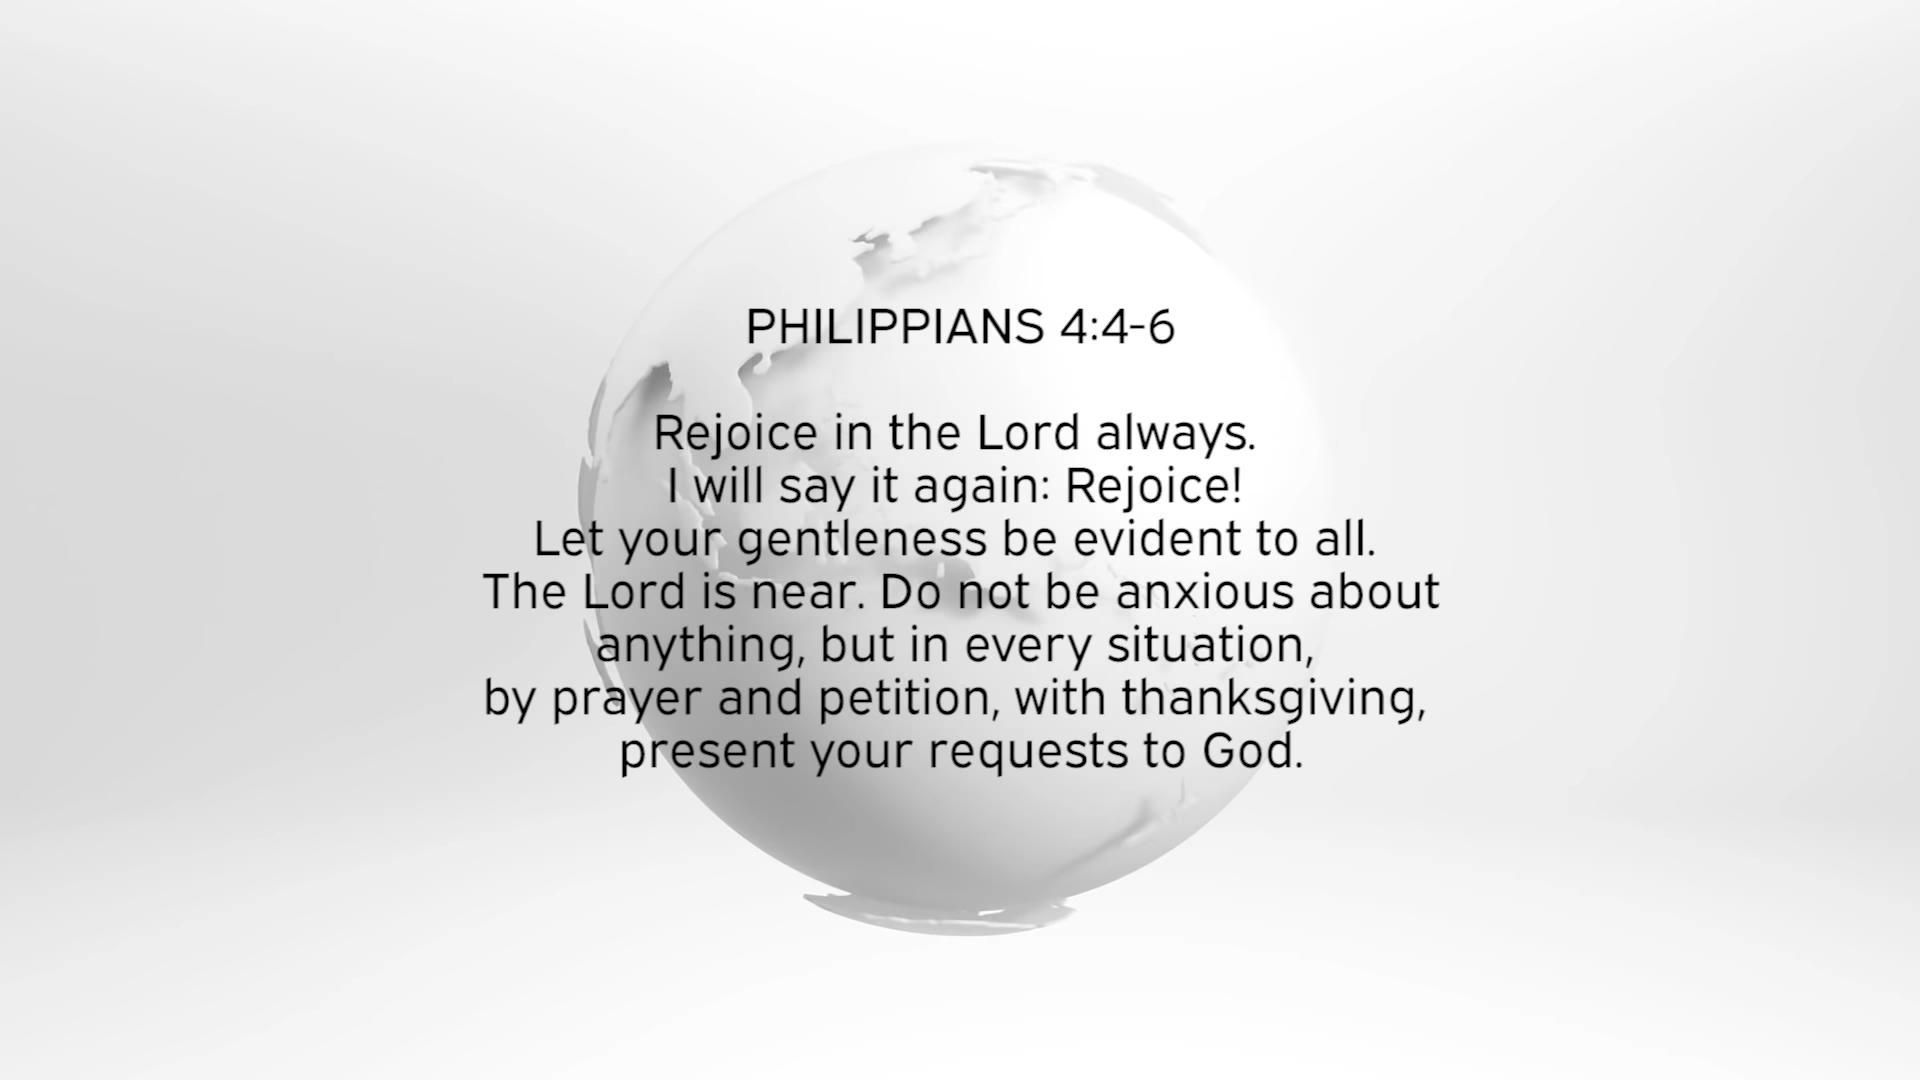 PHILIPPIANS 4:4-6
Rejoice in the Lord always.
I will say it again: Rejoice!
Let your gentleness be evident to all.
The Lord is near. Do not be anxious about
anything, but in every situation,
by prayer and petition, with thanksgiving,
present your requests to God.